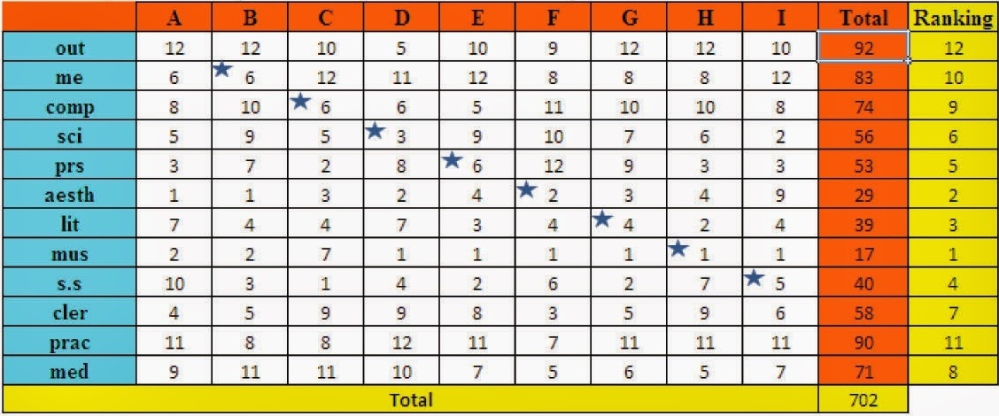 A B C D E F G H I Total Ranking
out 12 12 10 5 10 9 12 12 10 92 12
me 6 6 12 11 12 8 8 8 12 83 10
comp 8 10 6 6 5 11 10 10 8 74 9
sci 5 9 5 3 9 10 7 6 2 56 6
prs 3 7 2 8 6 12 9 3 3 53 5
aesth 1 1 3 2 4 2 3 4 9 29 2
lit 7 4 4 7 3 4 4 2 4 39 3
mus 2 2 7 1 1 1 1 1 1 17 1
s.s 10 3 1 4 2 6 2 7 5 40 4
cler 4 5 9 9 8 3 5 9 6 58 7
prac 11 8 8 12 11 7 11 11 11 90 11
med 9 11 11 10 7 5 6 5 7 71 8
Total 702